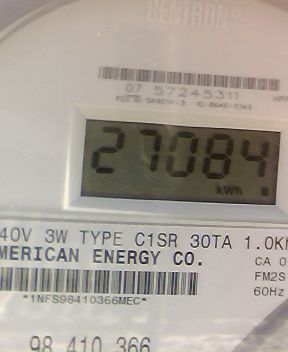 CENTRON®
07 57245311
27084
kWh
40V 3W TYPE C1SR 30TA 1.0K
MERICAN ENERGY CO.
CA 0
FM2S
60Hz
*1NFS98410366MEC*
98 410 366